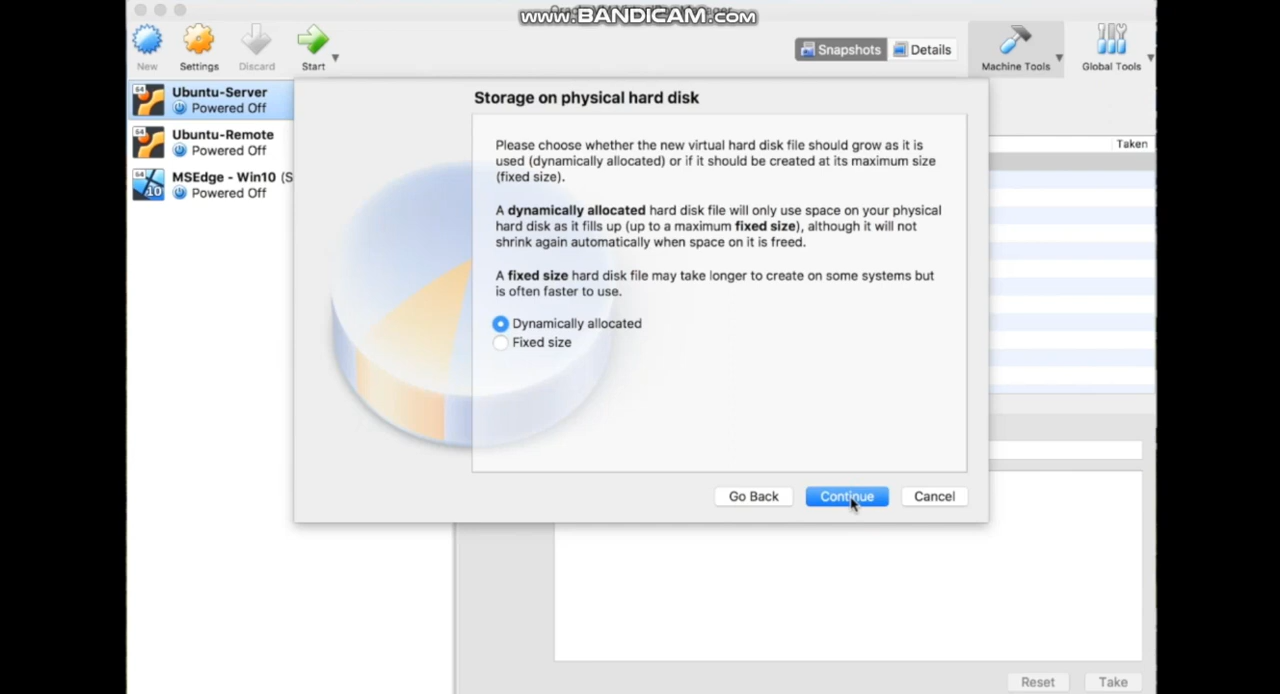 www.BANDICAM.com
New
Settings
Discard
Start
Snapshots
Details
Machine Tools
Global Tools
64
Ubuntu-Server
Powered Off
64
Ubuntu-Remote
Powered Off
64
10
MSEdge - Win10 (S
Powered Off
Taken
Storage on physical hard disk
Please choose whether the new virtual hard disk file should grow as it is
used (dynamically allocated) or if it should be created at its maximum size
(fixed size).
A dynamically allocated hard disk file will only use space on your physical
hard disk as it fills up (up to a maximum fixed size), although it will not
shrink again automatically when space on it is freed.
A fixed size hard disk file may take longer to create on some systems but
is often faster to use.
Dynamically allocated
Fixed size
Go Back
Continue
Cancel
Reset
Take